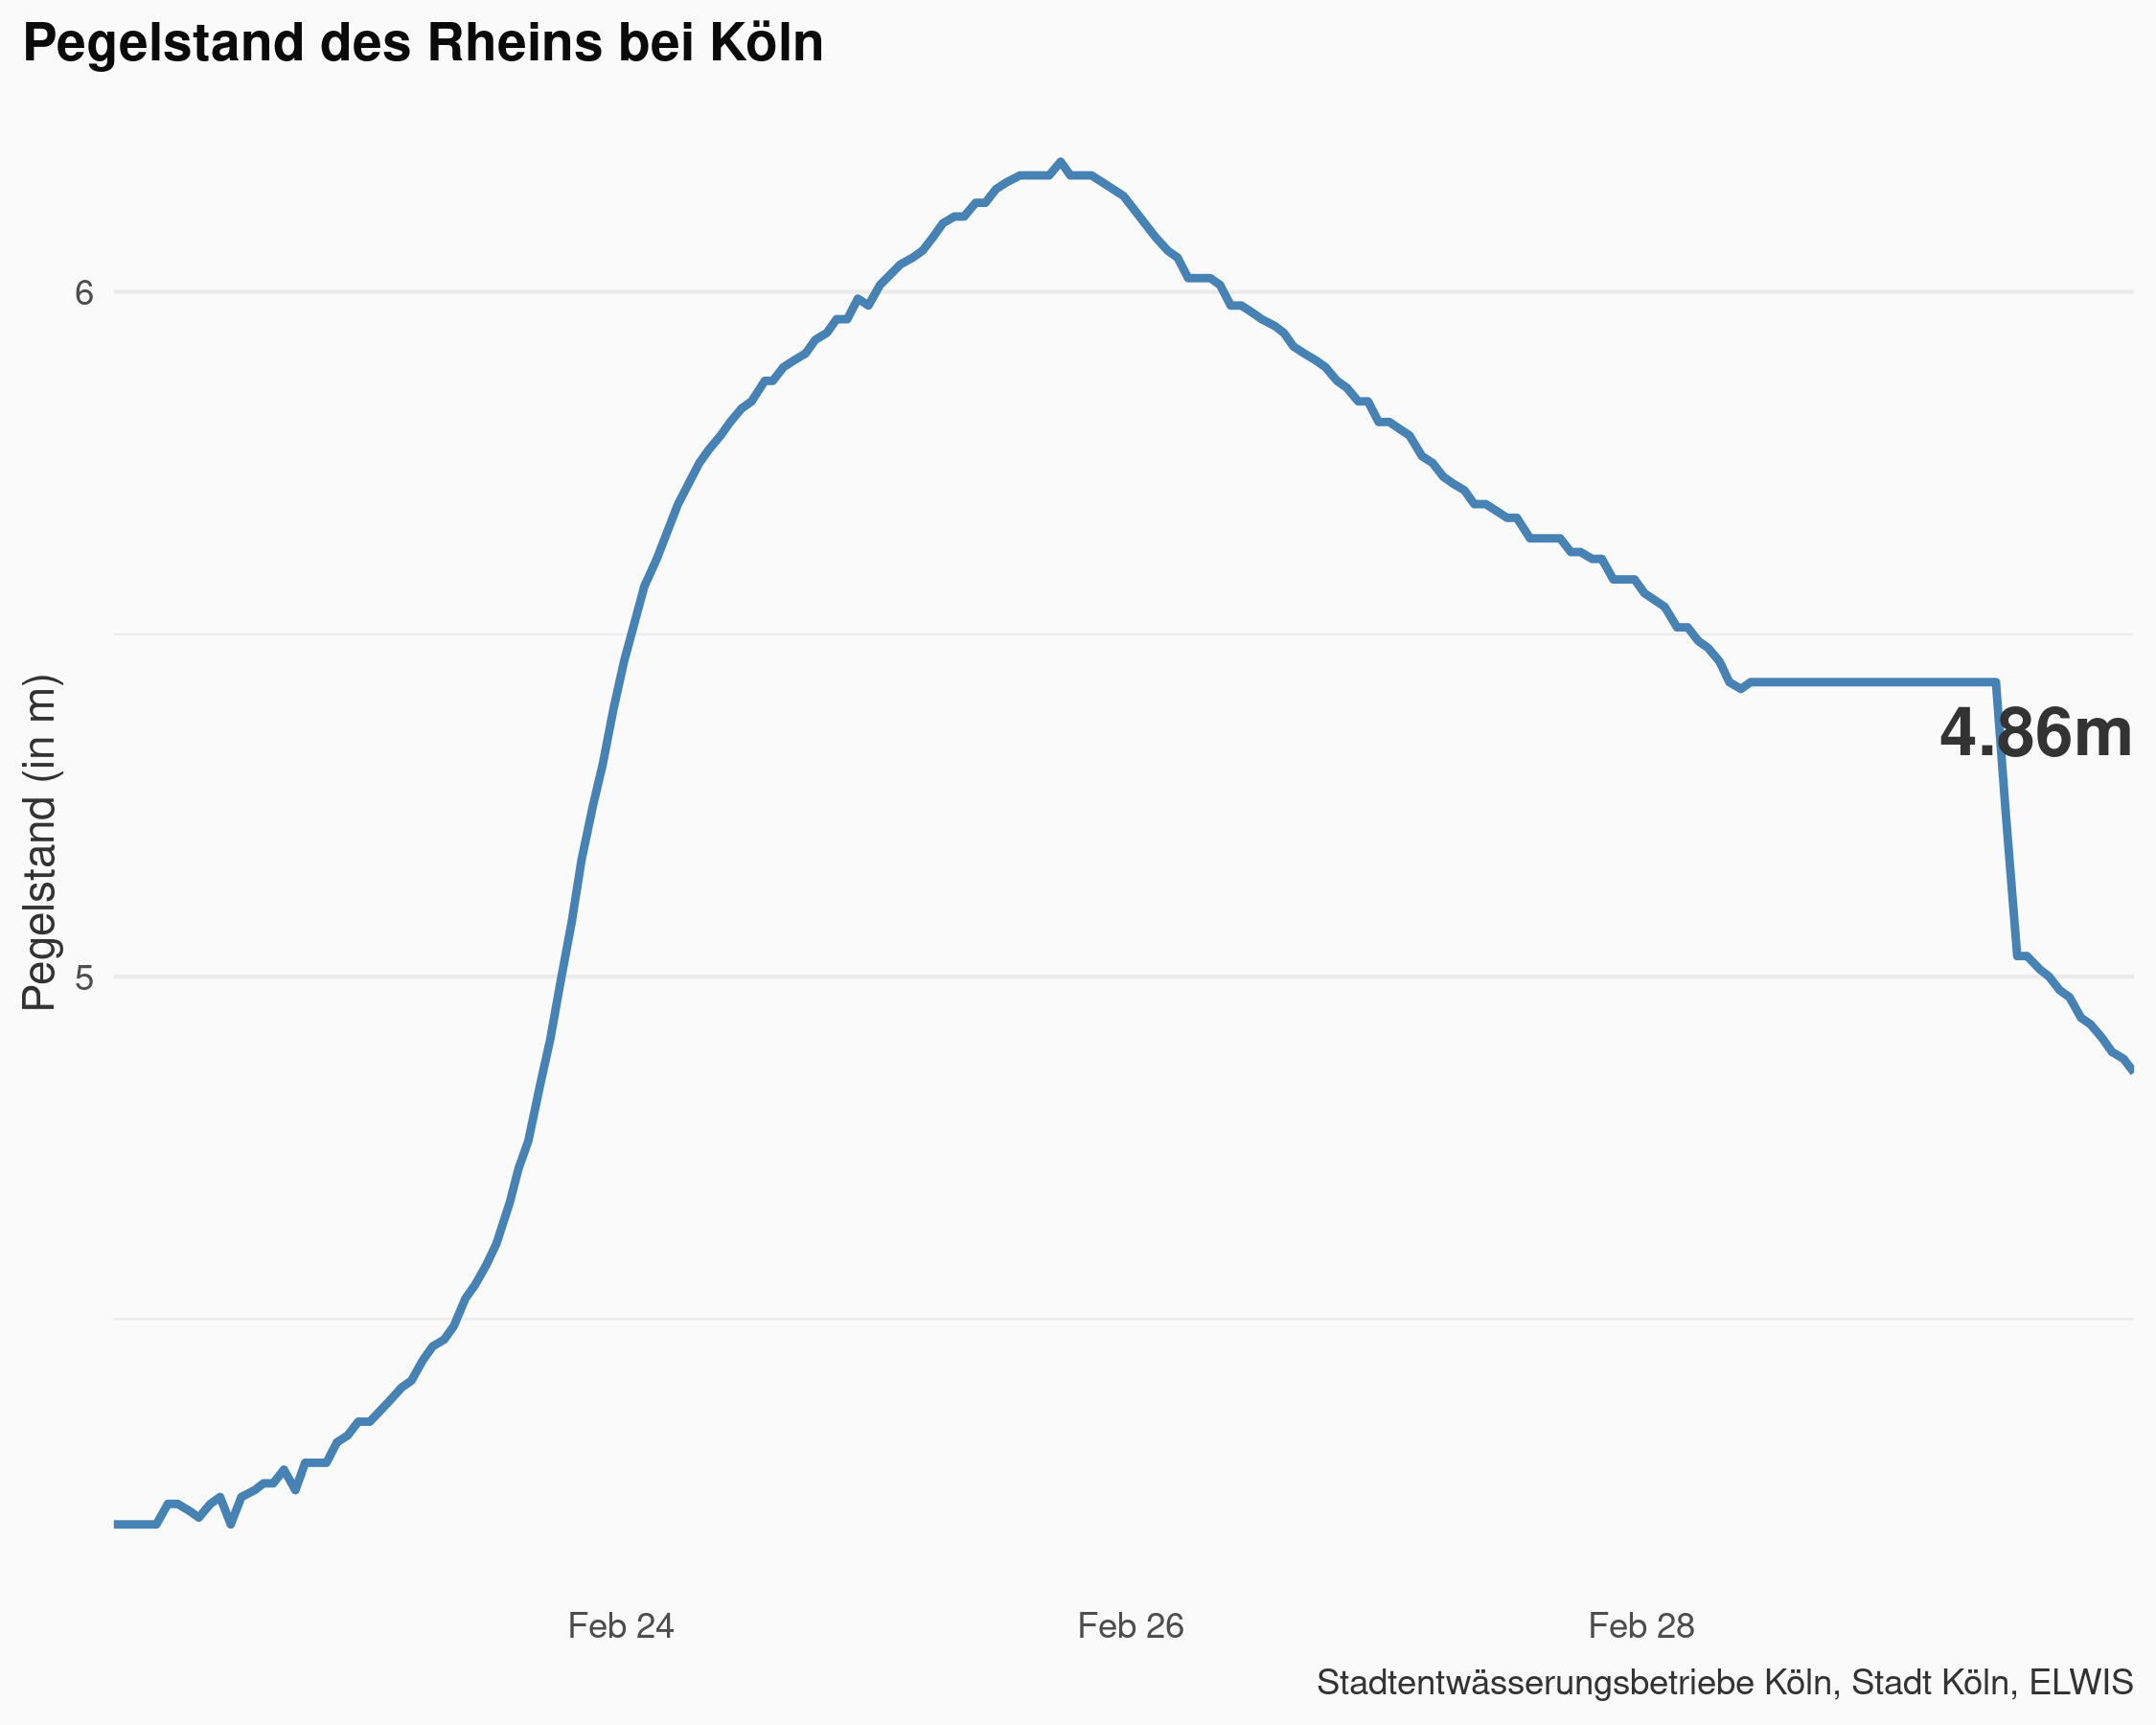 Pegelstand des Rheins bei Köln
Pegelstand (in m)
6
5
4.86m
Feb 24
Feb 26
Feb 28
Stadtentwässerungsbetriebe Köln, Stadt Köln, ELWIS